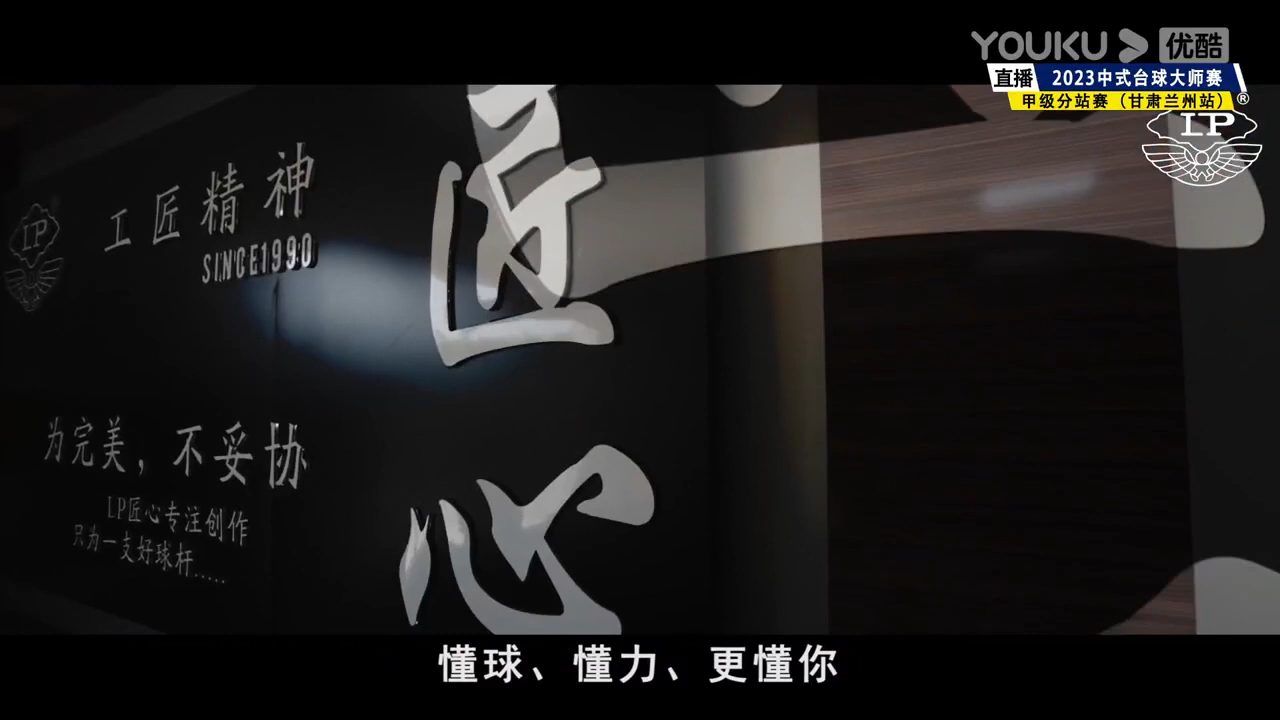 YOUKU 优酷
直播 2023中式台球大师赛
甲级分站赛（甘肃兰州站）
®
LP
LP
工匠精神
SINCE1990
匠心
为完美，不妥协
LP匠心专注创作
只为一支好球杆.....
懂球、懂力、更懂你